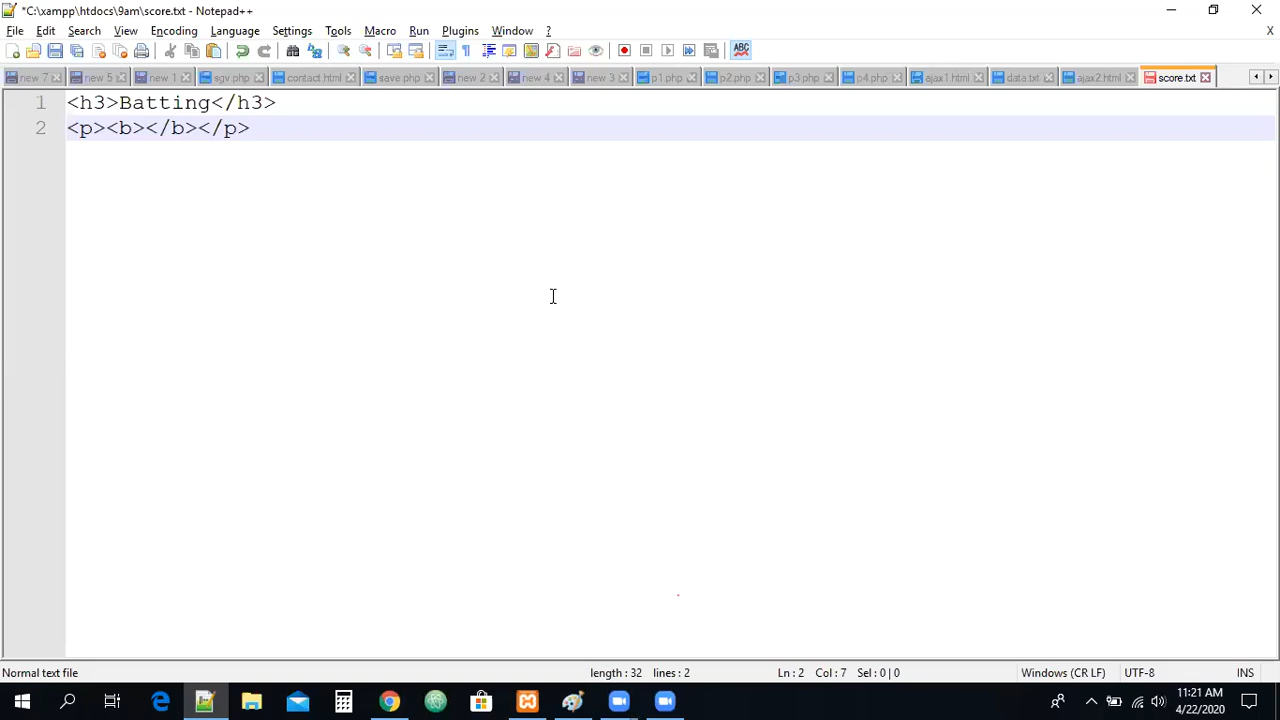 *C:\xampp\htdocs\9am\score.txt - Notepad++
File Edit Search View Encoding Language Settings Tools Macro Run Plugins Window ? X
ABC
new 7 new 5 new 1 sgv.php contact.html save.php new 2 new 4 new 3 p1.php p2.php p3.php p4.php ajax1.html data.txt ajax2.html score.txt
1 <h3>Batting</h3>
2 <p><b></b></p>
Normal text file length : 32 lines : 2 Ln : 2 Col : 7 Sel : 0 | 0 Windows (CR LF) UTF-8 INS
11:21 AM
4/22/2020